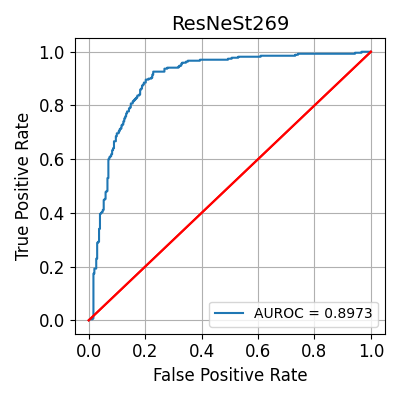 ResNeSt269
1.0
0.8
0.6
0.4
0.2
0.0
True Positive Rate
AUROC = 0.8973
0.0 0.2 0.4 0.6 0.8 1.0
False Positive Rate